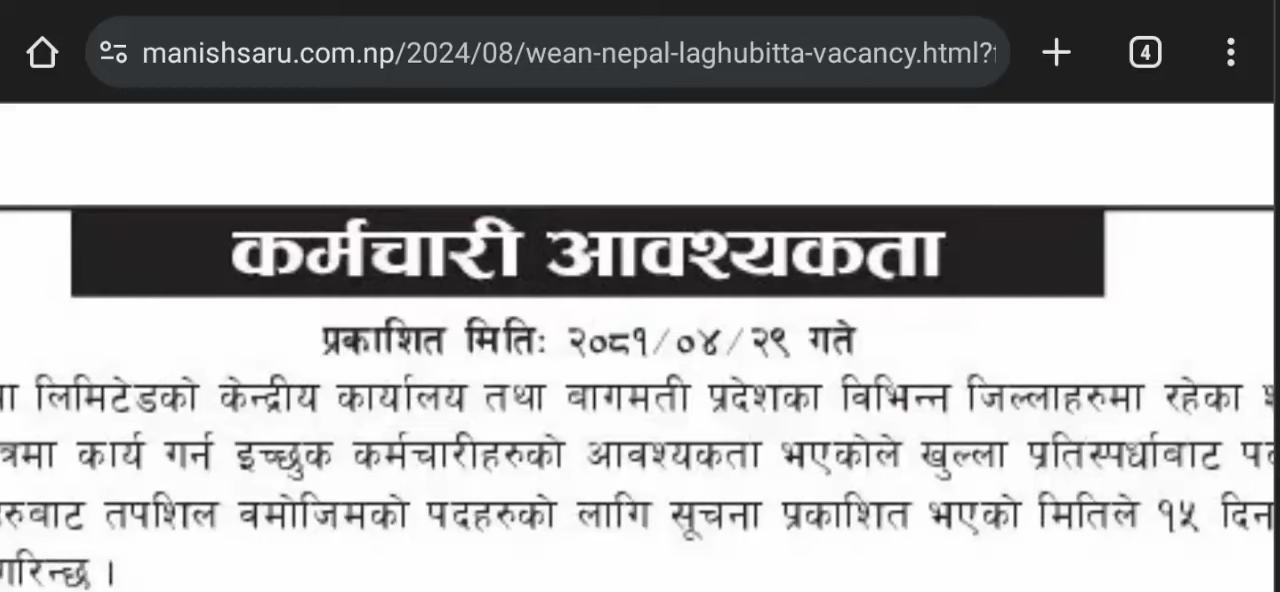 manishsaru.com.np/2024/08/wean-nepal-laghubitta-vacancy.html?
4
कर्मचारी आवश्यकता
प्रकाशित मितिः २०८१/०४/२९ गते
लिमिटेडको केन्द्रीय कार्यालय तथा बागमती प्रदेशका विभिन्न जिल्लाहरुमा रहेका
कार्य गर्न इच्छुक कर्मचारीहरुको आवश्यकता भएकोले खुल्ला प्रतिस्पर्धाबाट
तपशिल वमोजिमको पदहरुको लागि सूचना प्रकाशित भएको मितिले १५ दिन
गरिन्छ ।